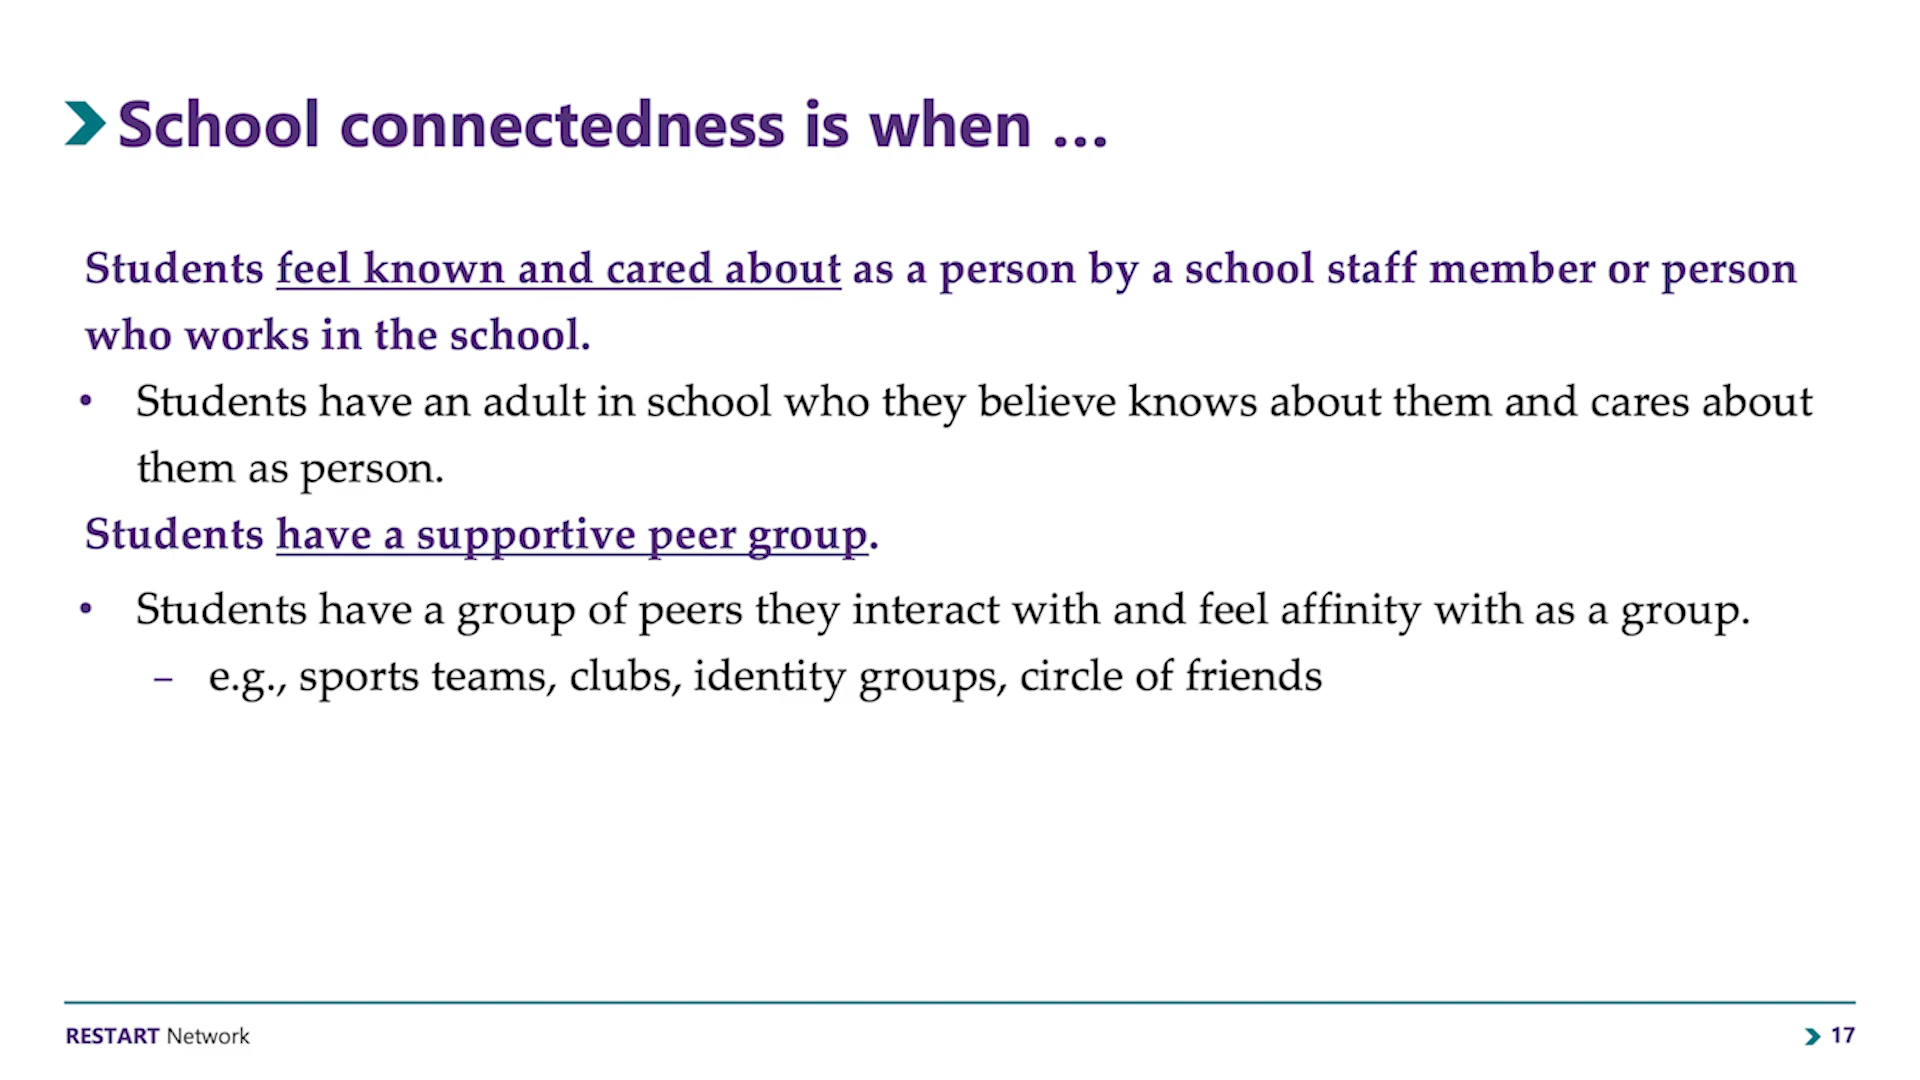 School connectedness is when ...
Students feel known and cared about as a person by a school staff member or person
who works in the school.
• Students have an adult in school who they believe knows about them and cares about
them as person.
Students have a supportive peer group.
• Students have a group of peers they interact with and feel affinity with as a group.
– e.g., sports teams, clubs, identity groups, circle of friends
RESTART Network
17